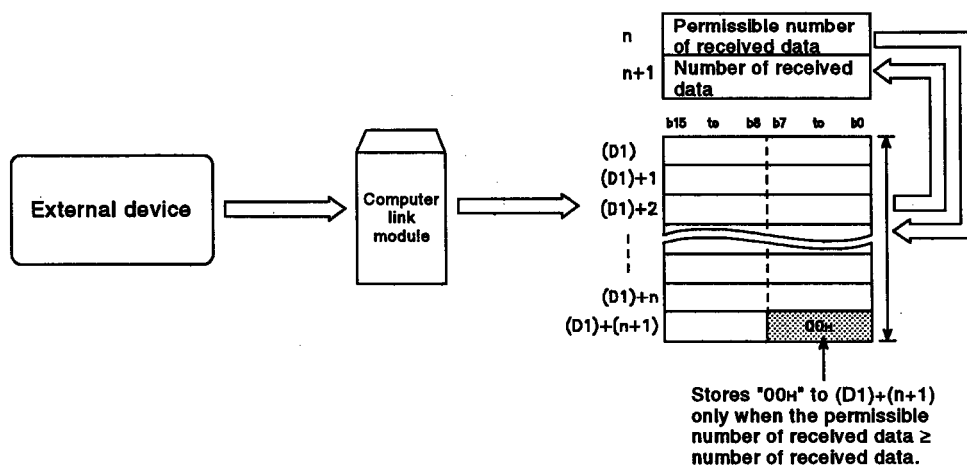 n
Permissible number
of received data
n+1
Number of received
data
b15 to b8 b7 to b0
External device
Computer
link
module
(D1)
(D1)+1
(D1)+2
(D1)+n
(D1)+(n+1)
00H
Stores "00H" to (D1)+(n+1)
only when the permissible
number of received data ≥
number of received data.